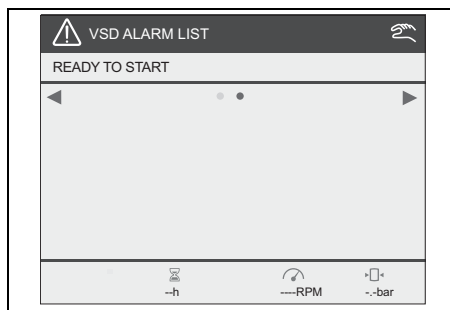 VSD ALARM LIST
READY TO START
--h ----RPM -.-bar